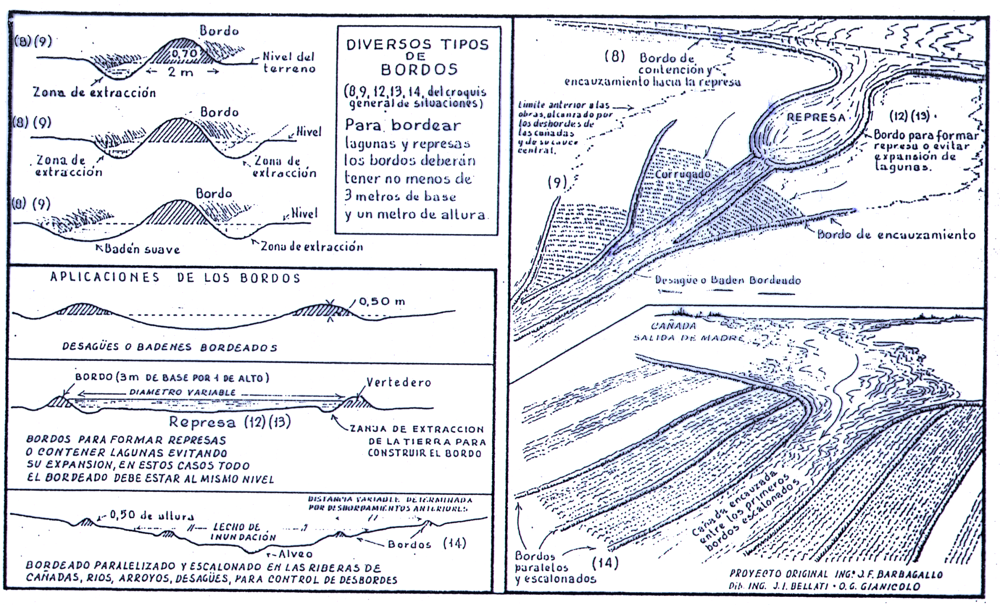 (8) (9)
Bordo
0,70
2 m
Nivel del
terreno
Zona de extracción
(8) (9)
Bordo
Nivel
Zona de
extracción
Zona de
extracción
(8) (9)
Bordo
Nivel
Badén suave
Zona de extracción
DIVERSOS TIPOS
DE
BORDOS
(8,9, 12,13, 14, del croquis
general de situaciones)
Para bordear
lagunas y represas
los bordos deberán
tener no menos de
3 metros de base
y un metro de altura.
APLICACIONES DE LOS BORDOS
0,50 m
DESAGÜES O BADENES BORDEADOS
BORDO (3m DE BASE POR 1 DE ALTO)
Vertedero
DIAMETRO VARIABLE
Represa (12)(13)
ZANJA DE EXTRACCION
DE LA TIERRA PARA
CONSTRUIR EL BORDO
BORDOS PARA FORMAR REPRESAS
O CONTENER LAGUNAS EVITANDO
SU EXPANSION, EN ESTOS CASOS TODO
EL BORDEADO DEBE ESTAR AL MISMO NIVEL
DISTANCIA VARIABLE DETERMINADA
POR DESBORDAMIENTOS ANTERIORES
0,50 de altura
LECHO DE
INUNDACIÓN
Bordos (14)
Alveo
BORDEADO PARALELIZADO Y ESCALONADO EN LAS RIBERAS DE
CAÑADAS, RIOS, ARROYOS, DESAGÜES, PARA CONTROL DE DESBORDES
(8) Bordo de
contención y
encauzamiento hacia la represa
Limite anterior a las
obras, alcanzado por
los desbordes de
las cañadas
y de su cauce
central.
REPRESA
(12) (13)
Bordo para formar
represa o evitar
expansión de
lagunas.
(9)
Corrugado
Bordo de encauzamiento
Desagüe o Baden Bordeado
CAÑADA
SALIDA DE MADRE
Cañada encauzada
entre los primeros
bordos escalonados
Bordos
paralelos
y escalonados
(14)
PROYECTO ORIGINAL ING.º J. F. BARBAGALLO
Dib. ING. J. I. BELLATI · O. G. GIANICOLO